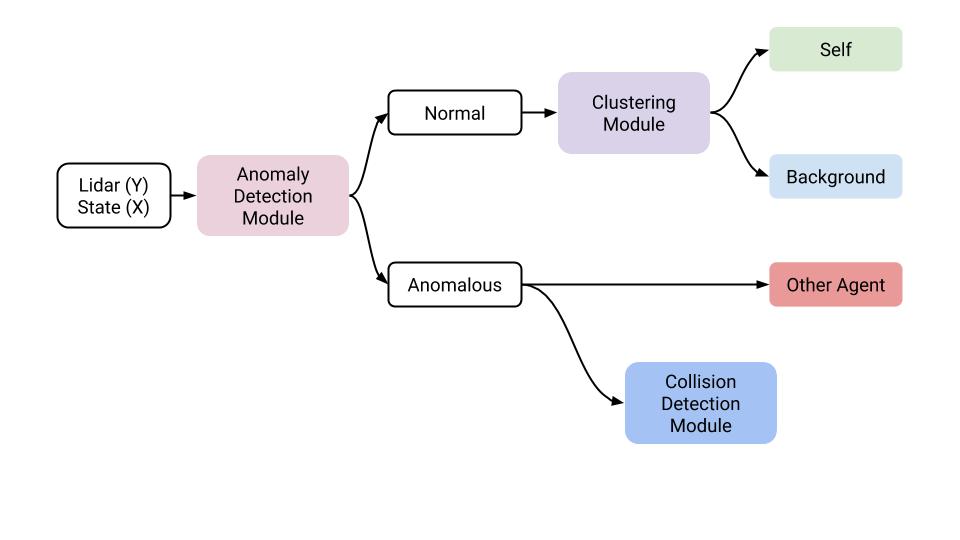 Lidar (Y)
State (X)
Anomaly
Detection
Module
Normal
Anomalous
Clustering
Module
Self
Background
Other Agent
Collision
Detection
Module